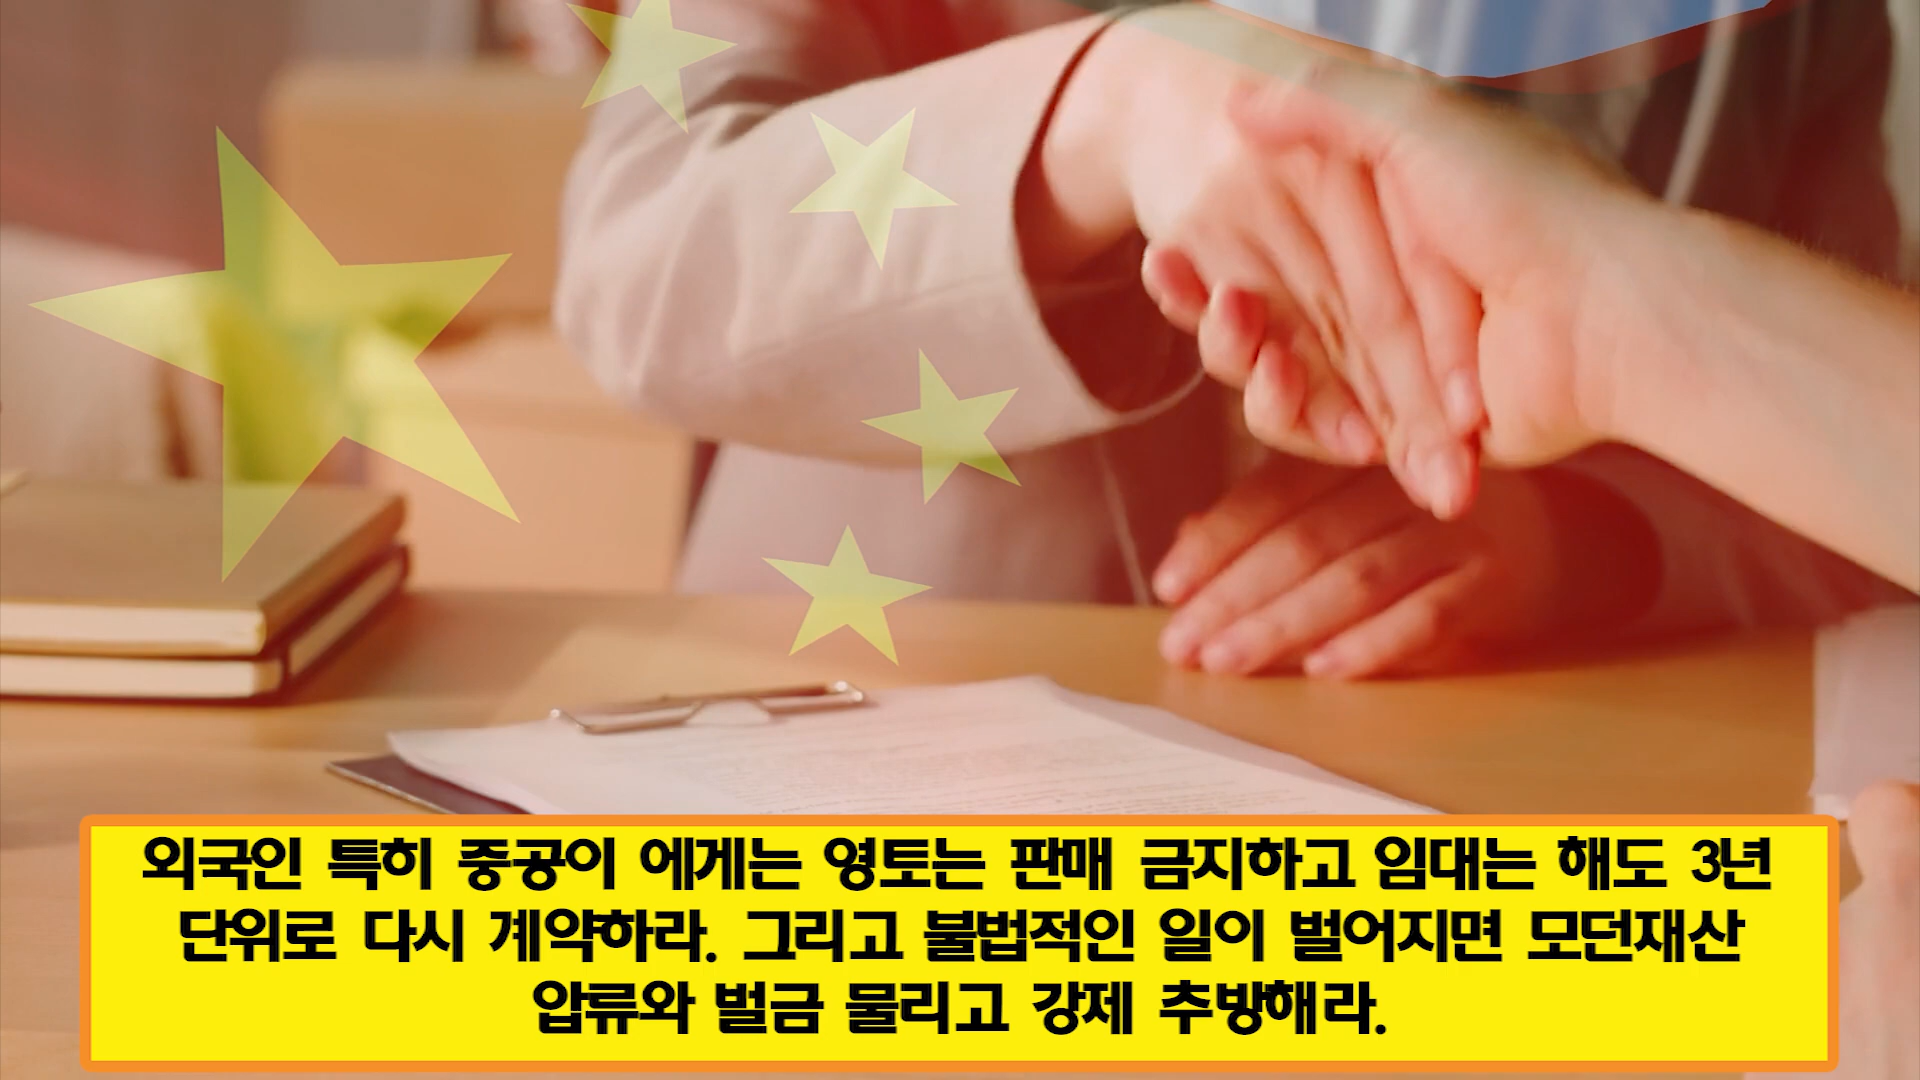 외국인 특히 중공이 에게는 영토는 판매 금지하고 임대는 해도 3년
단위로 다시 계약하라. 그리고 불법적인 일이 벌어지면 모던재산
압류와 벌금 물리고 강제 추방해라.